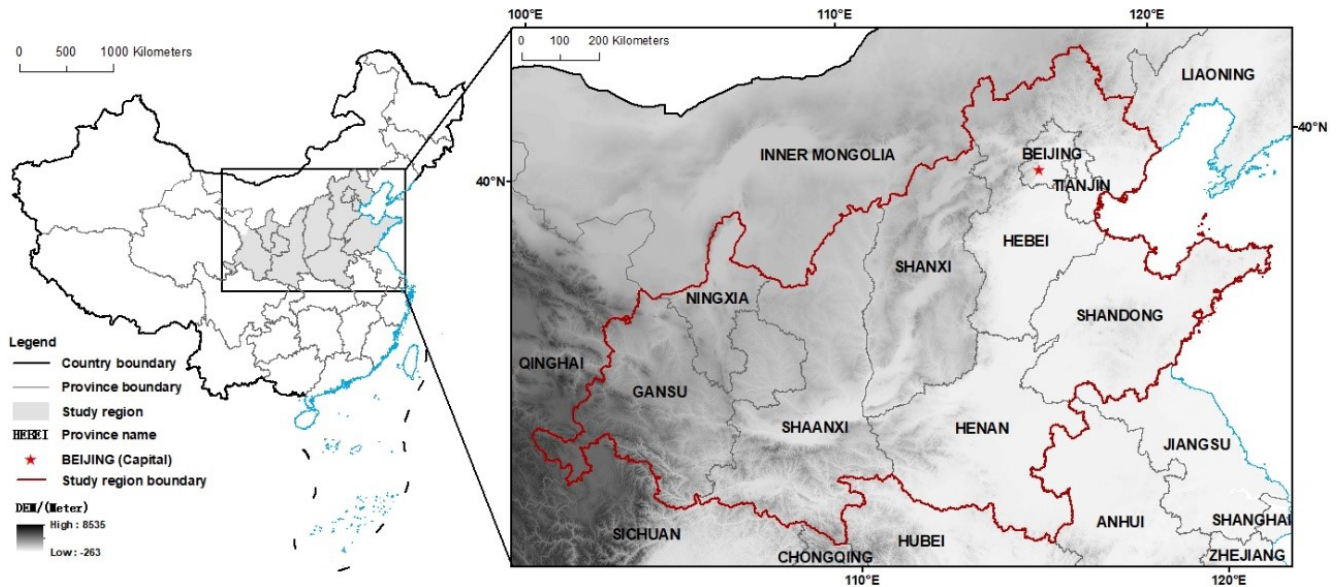 0 500 1000 Kilometers
40°N
Legend
Country boundary
Province boundary
Study region
HEBEI Province name
BEIJING (Capital)
Study region boundary
DEM/(Meter)
High : 8535
Low : -263
100°E 110°E 120°E
0 100 200 Kilometers
LIAONING
40°N
INNER MONGOLIA
BEIJING
TIANJIN
HEBEI
SHANXI
NINGXIA
SHANDONG
QINGHAI
GANSU
SHAANXI
HENAN
JIANGSU
SICHUAN
CHONGQING
HUBEI
ANHUI
SHANGHAI
ZHEJIANG
110°E 120°E